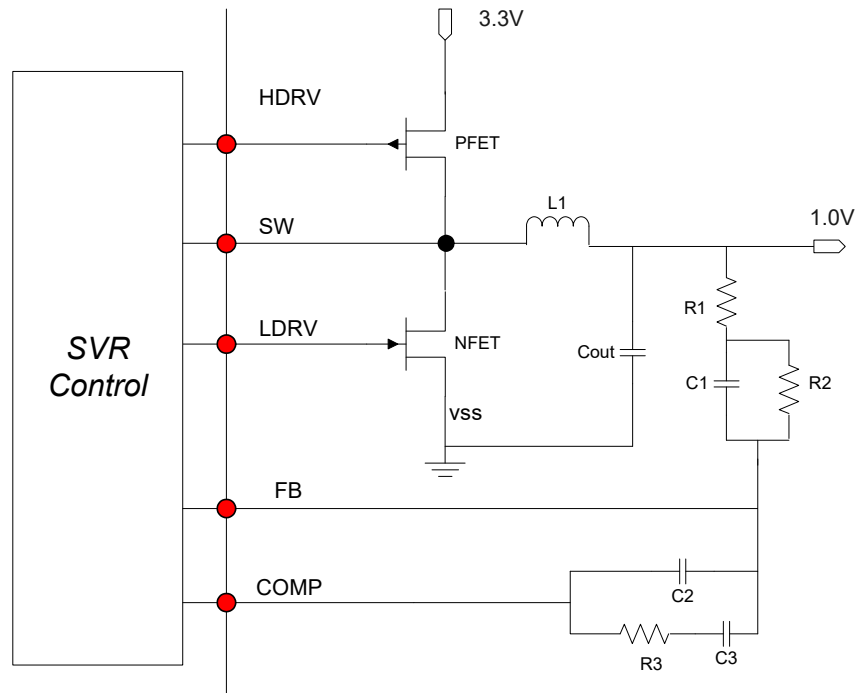 3.3V
HDRV
PFET
L1
SW
1.0V
R1
LDRV
NFET
SVR
Control
Cout
C1
R2
vss
FB
COMP
C2
R3
C3